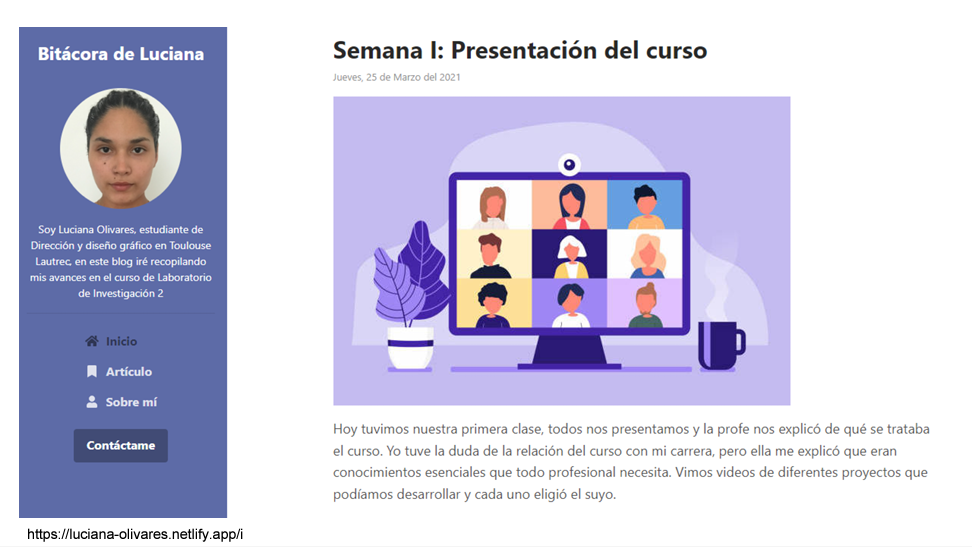 Bitácora de Luciana
Soy Luciana Olivares, estudiante de
Dirección y diseño gráfico en Toulouse
Lautrec, en este blog iré recopilando
mis avances en el curso de Laboratorio
de Investigación 2
Inicio
Artículo
Sobre mí
Contáctame
https://luciana-olivares.netlify.app/i
Semana I: Presentación del curso
Jueves, 25 de Marzo del 2021
Hoy tuvimos nuestra primera clase, todos nos presentamos y la profe nos explicó de qué se trataba
el curso. Yo tuve la duda de la relación del curso con mi carrera, pero ella me explicó que eran
conocimientos esenciales que todo profesional necesita. Vimos videos de diferentes proyectos que
podíamos desarrollar y cada uno eligió el suyo.